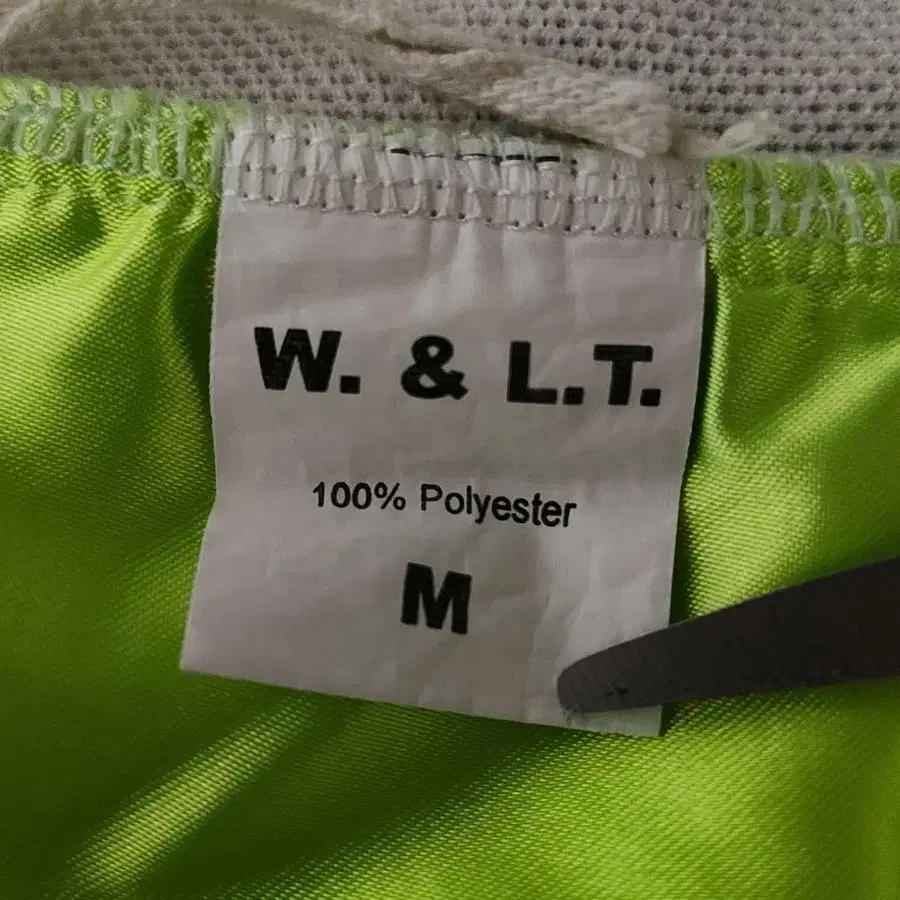 W. & L.T.
100% Polyester
M